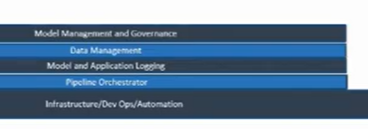 Model Management and Governance
Data Management
Model and Application Logging
Pipeline Orchestrator
Infrastructure/Dev Ops/Automation